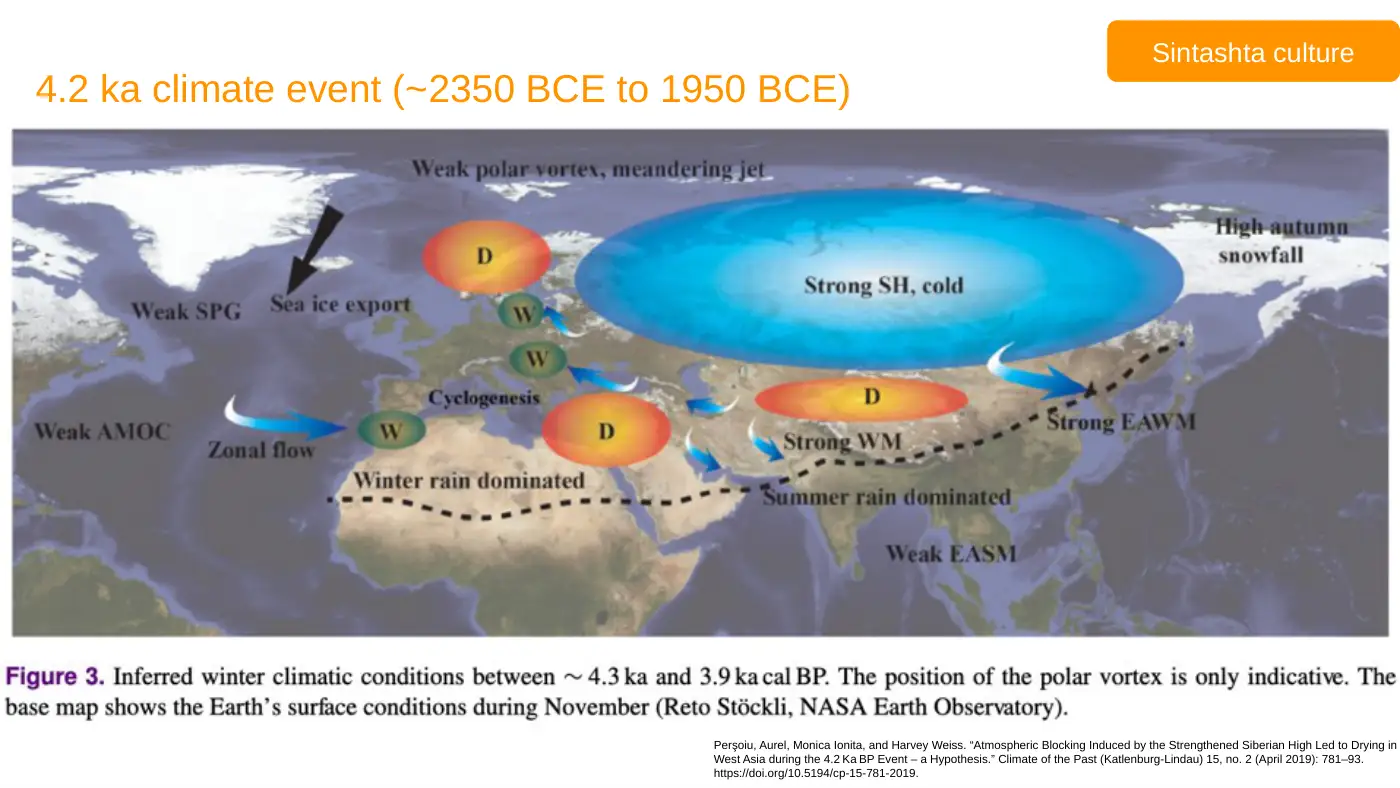 Sintashta culture
4.2 ka climate event (~2350 BCE to 1950 BCE)
Weak polar vortex, meandering jet
High autumn
snowfall
D
Strong SH, cold
Weak SPG
Sea ice export
W
W
Cyclogenesis
D
Strong EAWM
Weak AMOC
Zonal flow
W
D
Strong WM
Winter rain dominated
Summer rain dominated
Weak EASM
Figure 3. Inferred winter climatic conditions between ∼ 4.3 ka and 3.9 ka cal BP. The position of the polar vortex is only indicative. The
base map shows the Earth’s surface conditions during November (Reto Stöckli, NASA Earth Observatory).
Perşoiu, Aurel, Monica Ionita, and Harvey Weiss. “Atmospheric Blocking Induced by the Strengthened Siberian High Led to Drying in
West Asia during the 4.2 Ka BP Event – a Hypothesis.” Climate of the Past (Katlenburg-Lindau) 15, no. 2 (April 2019): 781–93.
https://doi.org/10.5194/cp-15-781-2019.